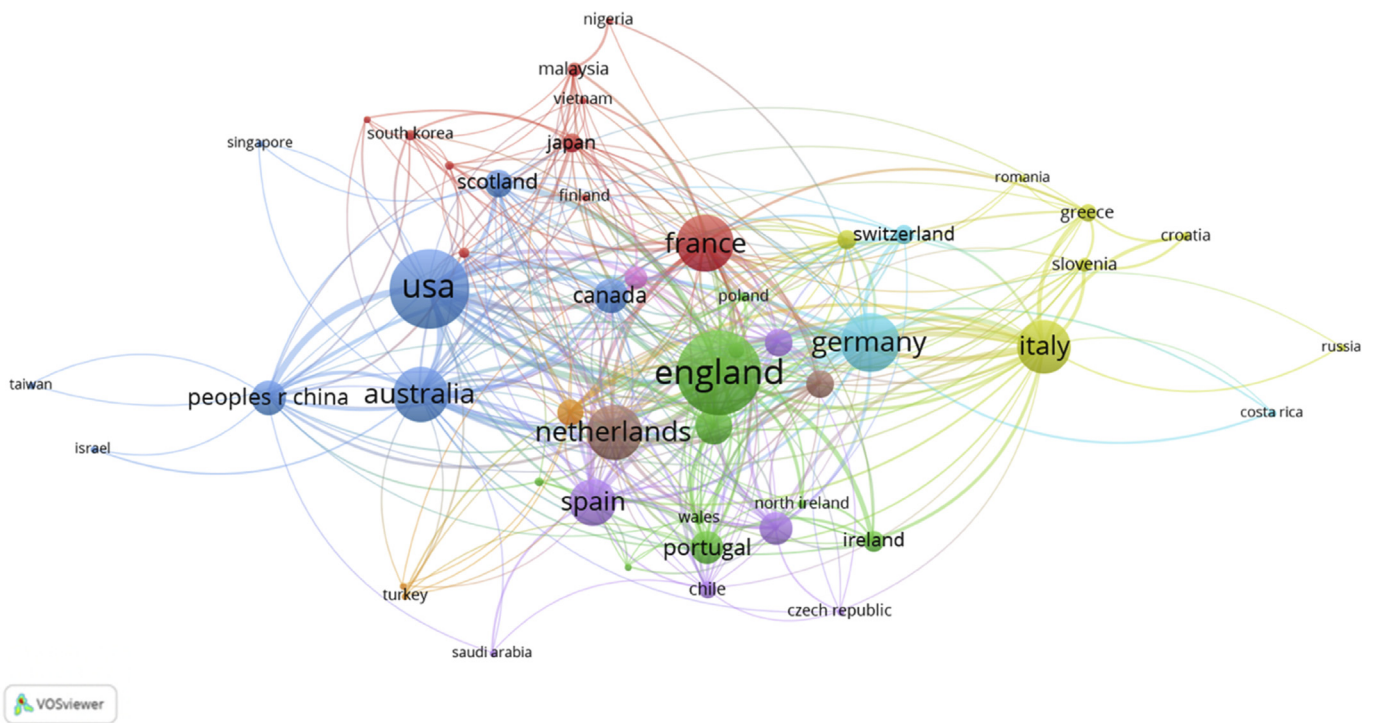 nigeria
malaysia
vietnam
south korea
japan
singapore
scotland
finland
romania
greece
switzerland
croatia
france
slovenia
usa
canada
poland
germany
italy
russia
england
taiwan
peoples r china
australia
costa rica
netherlands
israel
spain
north ireland
wales
ireland
portugal
chile
turkey
czech republic
saudi arabia
VOSviewer